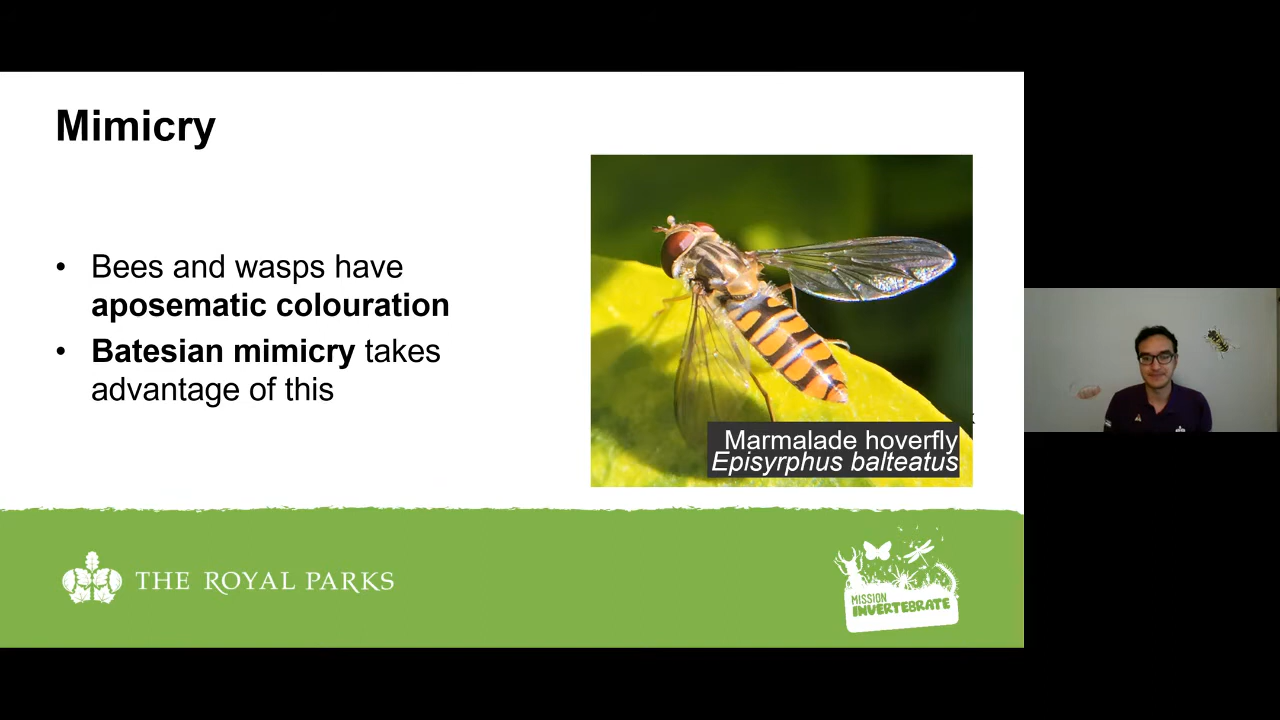 Mimicry
• Bees and wasps have
aposematic colouration
• Batesian mimicry takes
advantage of this
Marmalade hoverfly
Episyrphus balteatus
THE ROYAL PARKS
MISSION
INVERTEBRATE